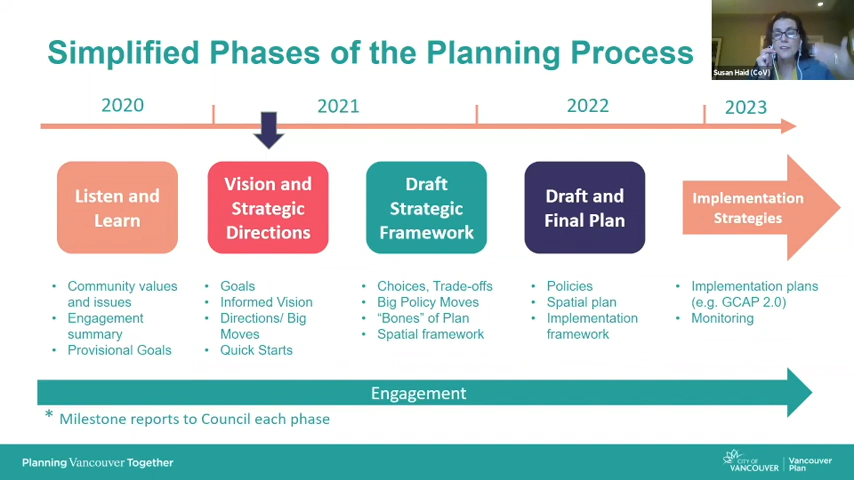 Simplified Phases of the Planning Process
Susan Haid (CoV)
2020
2021
2022
2023
Listen and
Learn
Vision and
Strategic
Directions
Draft
Strategic
Framework
Draft and
Final Plan
Implementation
Strategies
• Community values
and issues
• Engagement
summary
• Provisional Goals
• Goals
• Informed Vision
• Directions/ Big
Moves
• Quick Starts
• Choices, Trade-offs
• Big Policy Moves
• “Bones” of Plan
• Spatial framework
• Policies
• Spatial plan
• Implementation
framework
• Implementation plans
(e.g. GCAP 2.0)
• Monitoring
Engagement
* Milestone reports to Council each phase
Planning Vancouver Together
CITY OF
VANCOUVER
Vancouver
Plan